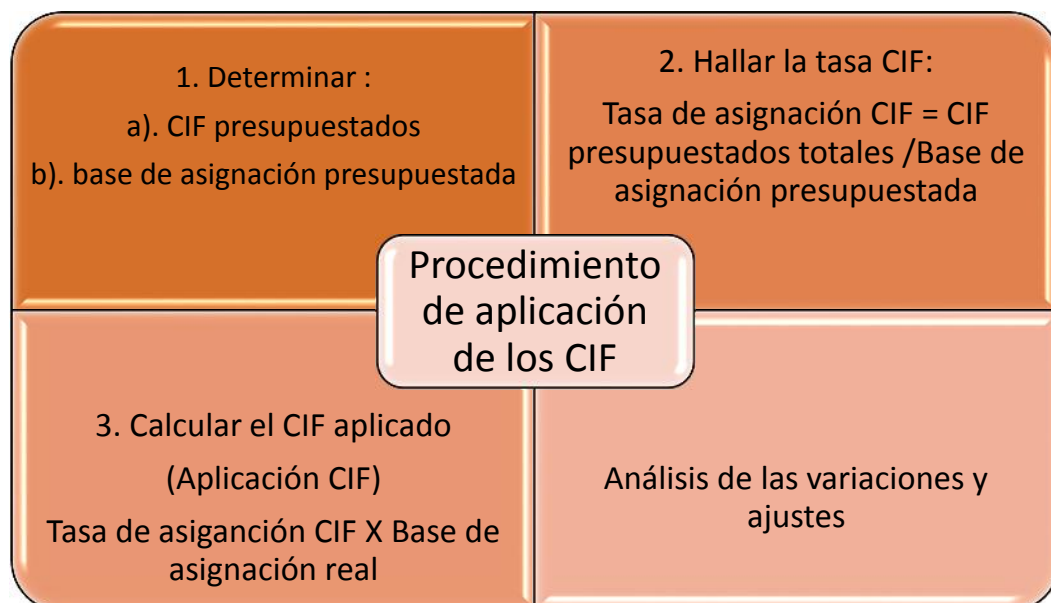 1. Determinar :
a). CIF presupuestados
b). base de asignación presupuestada
2. Hallar la tasa CIF:
Tasa de asignación CIF = CIF
presupuestados totales /Base de
asignación presupuestada
Procedimiento
de aplicación
de los CIF
3. Calcular el CIF aplicado
(Aplicación CIF)
Tasa de asiganción CIF X Base de
asignación real
Análisis de las variaciones y
ajustes